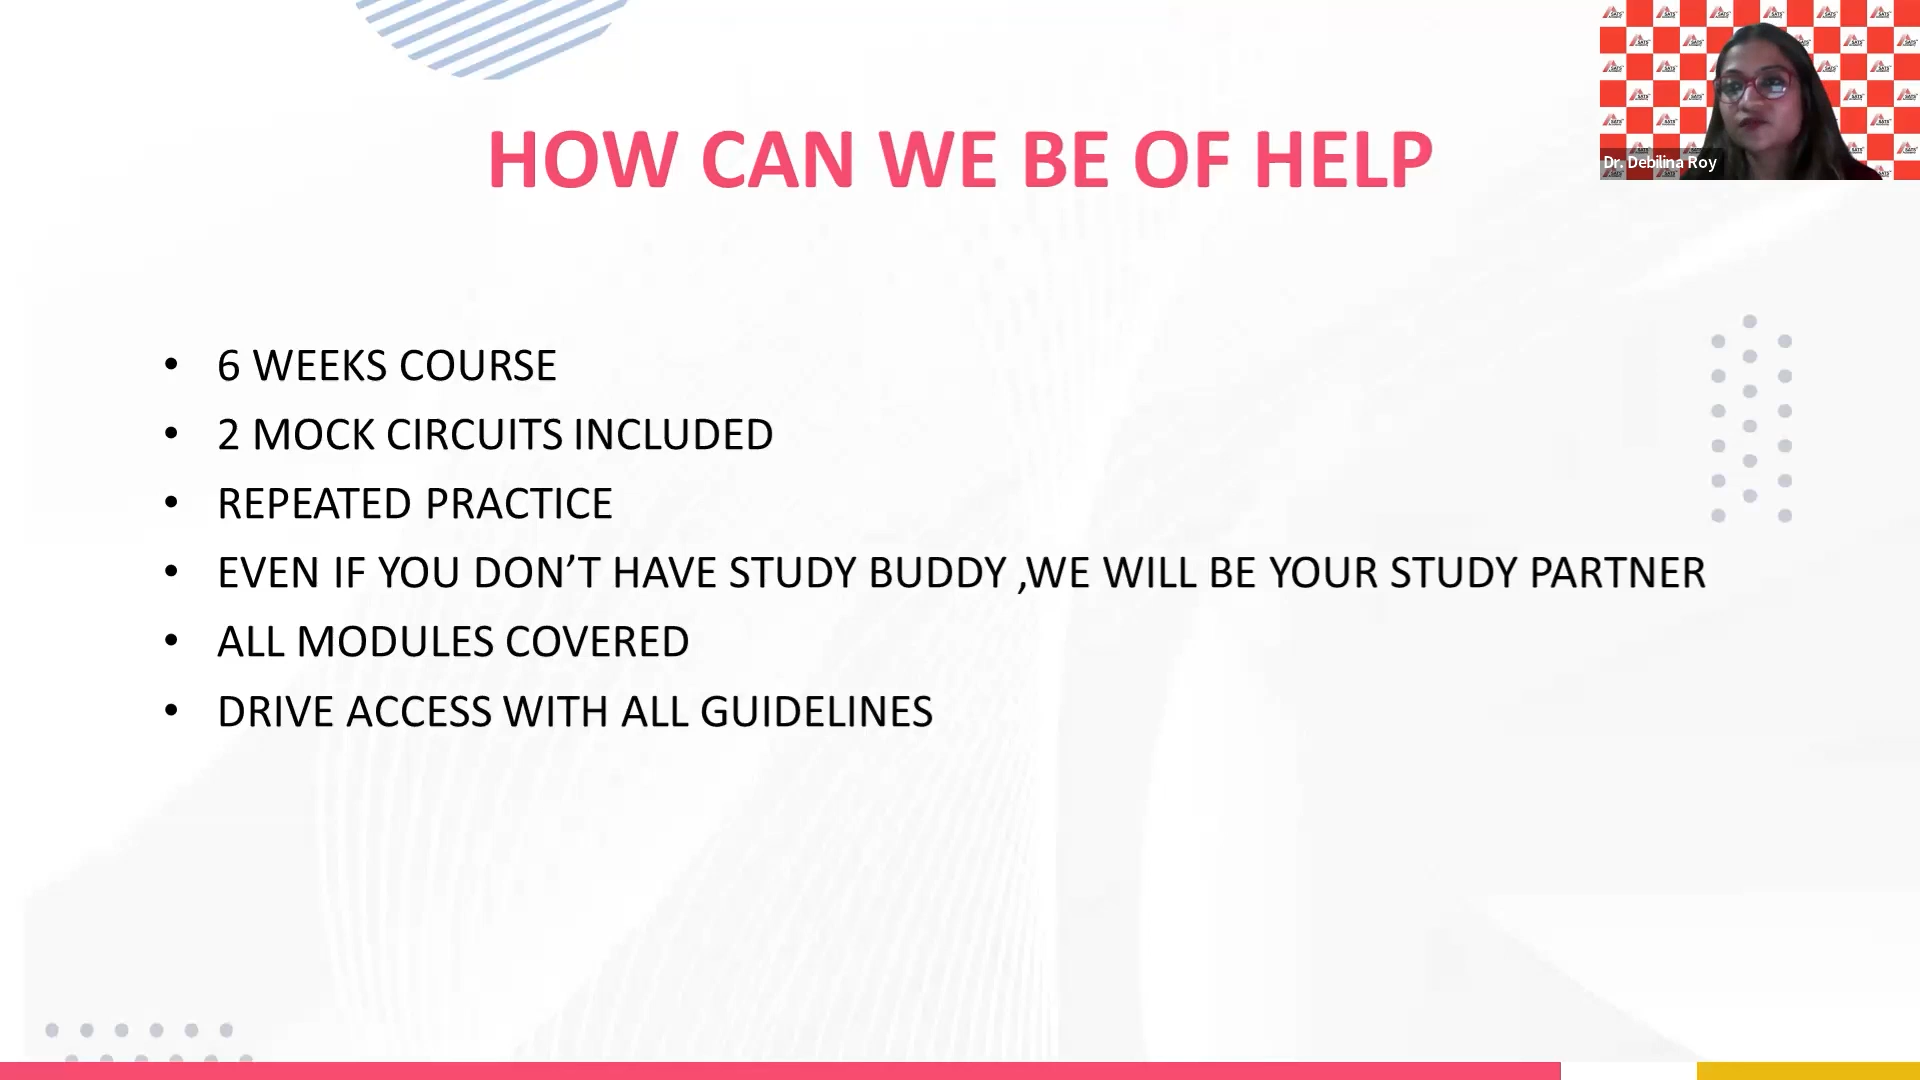 HOW CAN WE BE OF HELP
Dr. Debilina Roy
• 6 WEEKS COURSE
• 2 MOCK CIRCUITS INCLUDED
• REPEATED PRACTICE
• EVEN IF YOU DON’T HAVE STUDY BUDDY ,WE WILL BE YOUR STUDY PARTNER
• ALL MODULES COVERED
• DRIVE ACCESS WITH ALL GUIDELINES